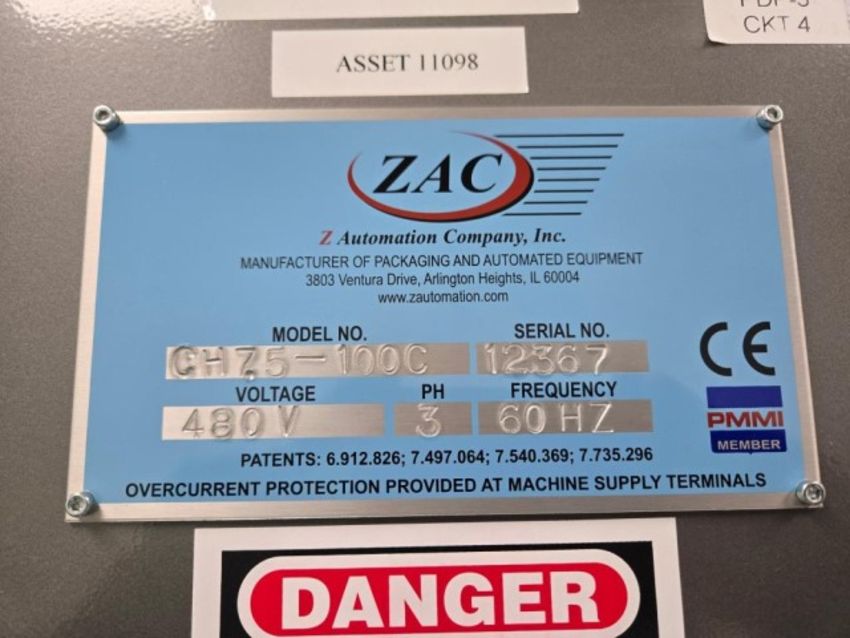 PDP-3
CKT 4
ASSET 11098
ZAC
Z Automation Company, Inc.
MANUFACTURER OF PACKAGING AND AUTOMATED EQUIPMENT
3803 Ventura Drive, Arlington Heights, IL 60004
www.zautomation.com
MODEL NO. SERIAL NO.
CHZ5-100C 12367
VOLTAGE PH FREQUENCY
480V 3 60 HZ
CE
PMMI
MEMBER
PATENTS: 6.912.826; 7.497.064; 7.540.369; 7.735.296
OVERCURRENT PROTECTION PROVIDED AT MACHINE SUPPLY TERMINALS
DANGER